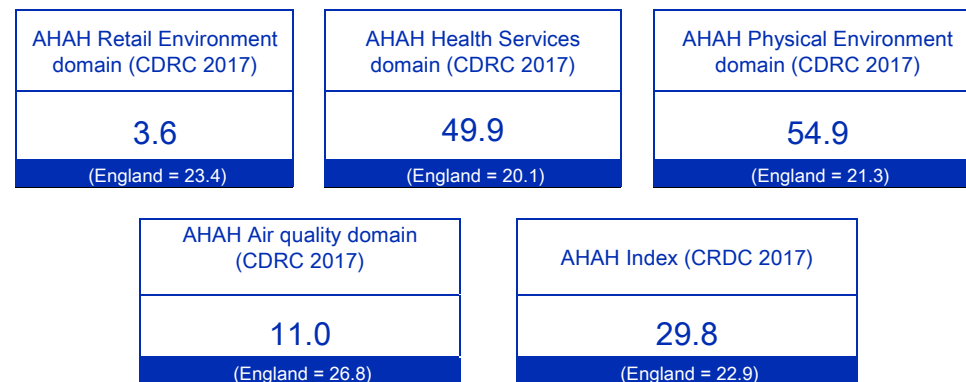 AHAH Retail Environment
domain (CDRC 2017)
3.6
(England = 23.4)
AHAH Health Services
domain (CDRC 2017)
49.9
(England = 20.1)
AHAH Physical Environment
domain (CDRC 2017)
54.9
(England = 21.3)
AHAH Air quality domain
(CDRC 2017)
11.0
(England = 26.8)
AHAH Index (CRDC 2017)
29.8
(England = 22.9)